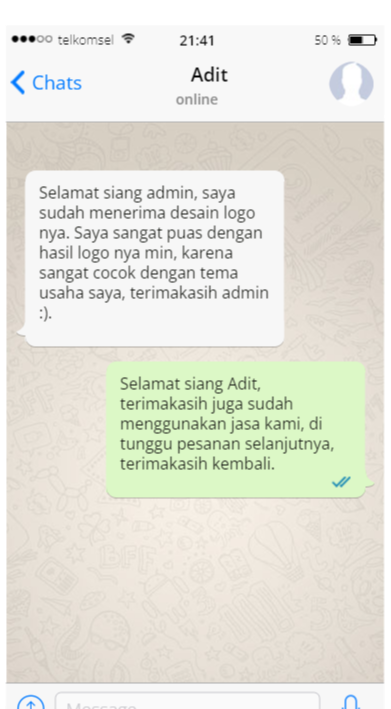 telkomsel 21:41 50 %
Chats
Adit
online
Selamat siang admin, saya
sudah menerima desain logo
nya. Saya sangat puas dengan
hasil logo nya min, karena
sangat cocok dengan tema
usaha saya, terimakasih admin
:).
Selamat siang Adit,
terimakasih juga sudah
menggunakan jasa kami, di
tunggu pesanan selanjutnya,
terimakasih kembali.
BFF
Message